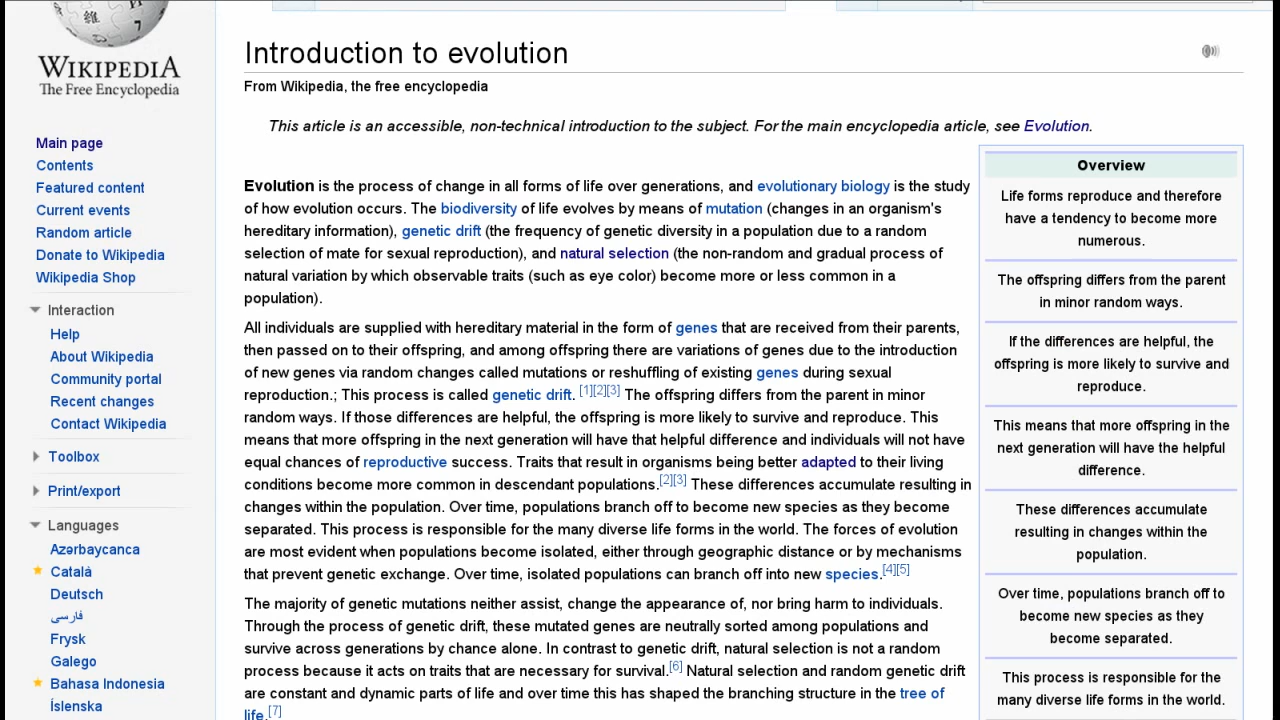 維
7
WIKIPEDIA
The Free Encyclopedia
Main page
Contents
Featured content
Current events
Random article
Donate to Wikipedia
Wikipedia Shop
Interaction
Help
About Wikipedia
Community portal
Recent changes
Contact Wikipedia
Toolbox
Print/export
Languages
Azərbaycanca
Català
Deutsch
فارسی
Frysk
Galego
Bahasa Indonesia
Íslenska
Introduction to evolution
From Wikipedia, the free encyclopedia
This article is an accessible, non-technical introduction to the subject. For the main encyclopedia article, see Evolution.
Evolution is the process of change in all forms of life over generations, and evolutionary biology is the study
of how evolution occurs. The biodiversity of life evolves by means of mutation (changes in an organism's
hereditary information), genetic drift (the frequency of genetic diversity in a population due to a random
selection of mate for sexual reproduction), and natural selection (the non-random and gradual process of
natural variation by which observable traits (such as eye color) become more or less common in a
population).
All individuals are supplied with hereditary material in the form of genes that are received from their parents,
then passed on to their offspring, and among offspring there are variations of genes due to the introduction
of new genes via random changes called mutations or reshuffling of existing genes during sexual
reproduction.; This process is called genetic drift. [1][2][3] The offspring differs from the parent in minor
random ways. If those differences are helpful, the offspring is more likely to survive and reproduce. This
means that more offspring in the next generation will have that helpful difference and individuals will not have
equal chances of reproductive success. Traits that result in organisms being better adapted to their living
conditions become more common in descendant populations.[2][3] These differences accumulate resulting in
changes within the population. Over time, populations branch off to become new species as they become
separated. This process is responsible for the many diverse life forms in the world. The forces of evolution
are most evident when populations become isolated, either through geographic distance or by mechanisms
that prevent genetic exchange. Over time, isolated populations can branch off into new species.[4][5]
The majority of genetic mutations neither assist, change the appearance of, nor bring harm to individuals.
Through the process of genetic drift, these mutated genes are neutrally sorted among populations and
survive across generations by chance alone. In contrast to genetic drift, natural selection is not a random
process because it acts on traits that are necessary for survival.[6] Natural selection and random genetic drift
are constant and dynamic parts of life and over time this has shaped the branching structure in the tree of
life.[7]
Overview
Life forms reproduce and therefore
have a tendency to become more
numerous.
The offspring differs from the parent
in minor random ways.
If the differences are helpful, the
offspring is more likely to survive and
reproduce.
This means that more offspring in the
next generation will have the helpful
difference.
These differences accumulate
resulting in changes within the
population.
Over time, populations branch off to
become new species as they
become separated.
This process is responsible for the
many diverse life forms in the world.